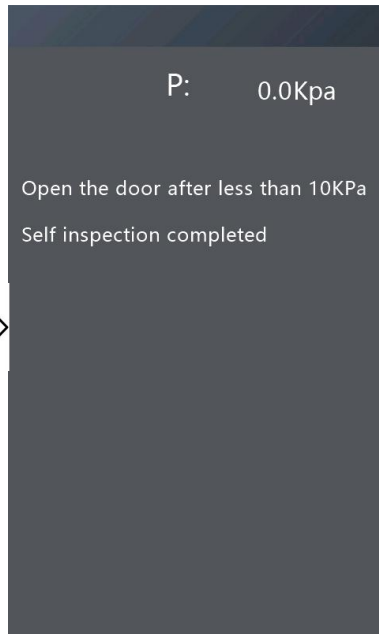 P: 0.0Kpa
Open the door after less than 10KPa
Self inspection completed